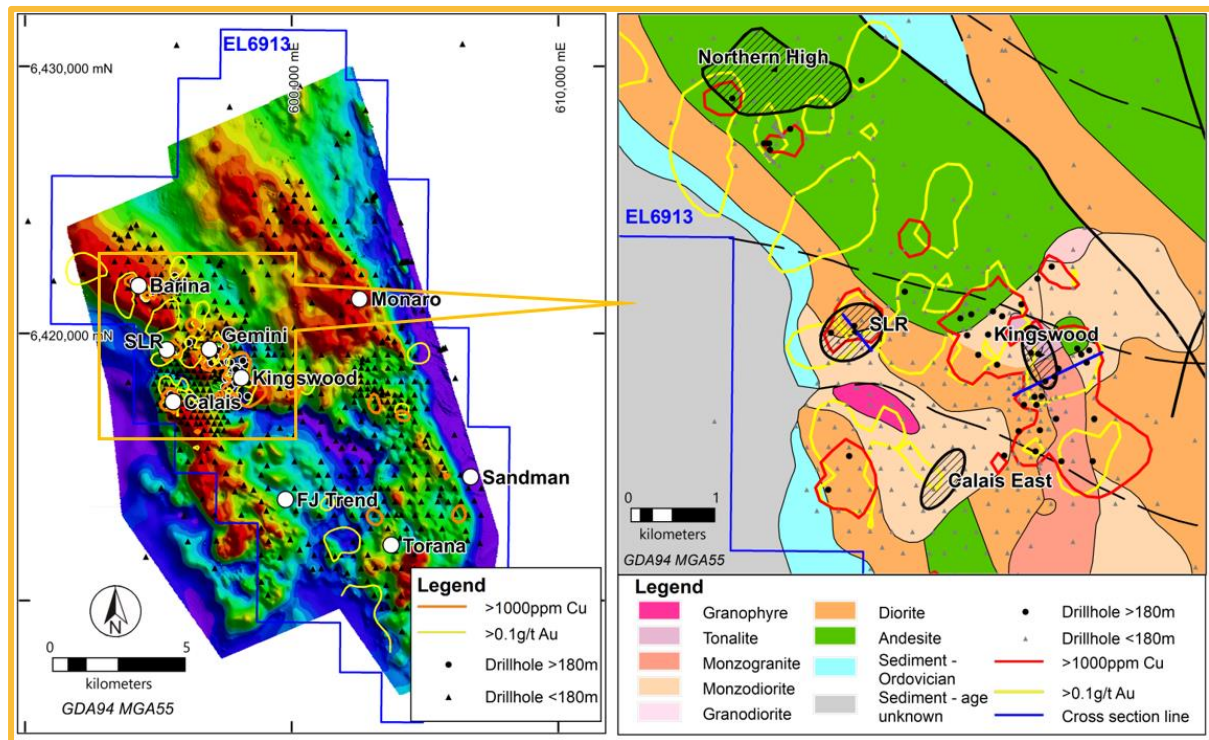 EL6913
600,000 mE
610,000 mE
6,430,000 mN
EL6913
Barina
Monaro
6,420,000 mN
SLR
Gemini
Kingswood
Calais
Sandman
FJ Trend
Torana
N
0
5
kilometers
GDA94 MGA55
Legend
>1000ppm Cu
>0.1g/t Au
Drillhole >180m
Drillhole <180m
Northern High
EL6913
SLR
Kingswood
Calais East
0
1
kilometers
GDA94 MGA55
Legend
Granophyre
Tonalite
Monzogranite
Monzodiorite
Granodiorite
Diorite
Andesite
Sediment -
Ordovician
Sediment - age
unknown
Drillhole >180m
Drillhole <180m
>1000ppm Cu
>0.1g/t Au
Cross section line